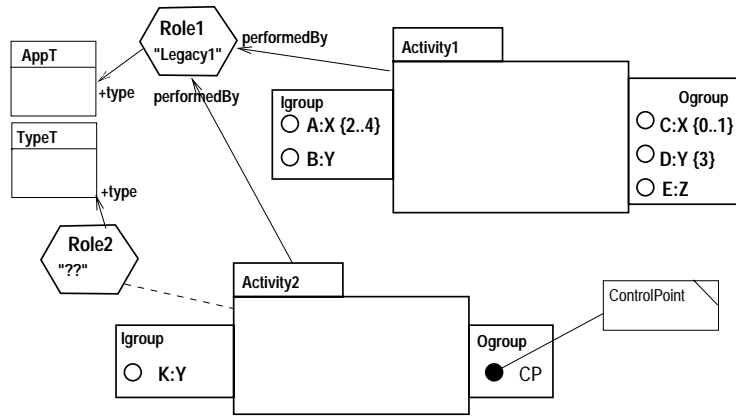 Role1
"Legacy1"
performedBy
Activity1
AppT
+type
performedBy
Igroup
A:X {2..4}
B:Y
Ogroup
C:X {0..1}
D:Y {3}
E:Z
TypeT
+type
Role2
"??"
Activity2
ControlPoint
Igroup
K:Y
Ogroup
CP